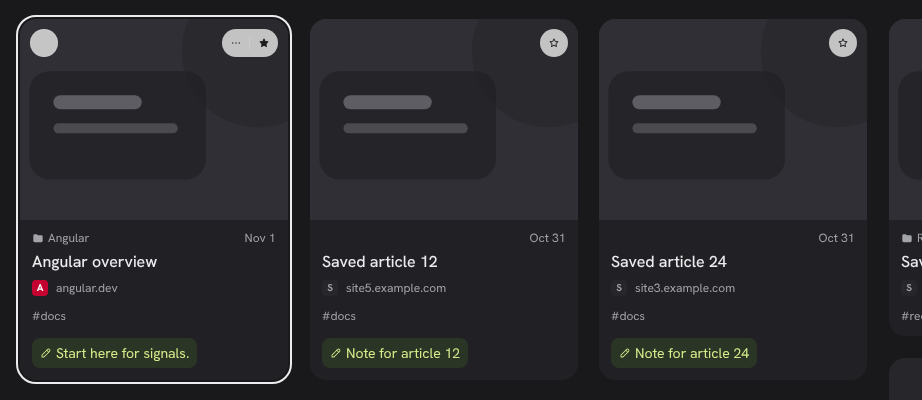 Angular
Nov 1
Angular overview
A angular.dev
#docs
Start here for signals.
Oct 31
Saved article 12
S site5.example.com
#docs
Note for article 12
Oct 31
Saved article 24
S site3.example.com
#docs
Note for article 24
S